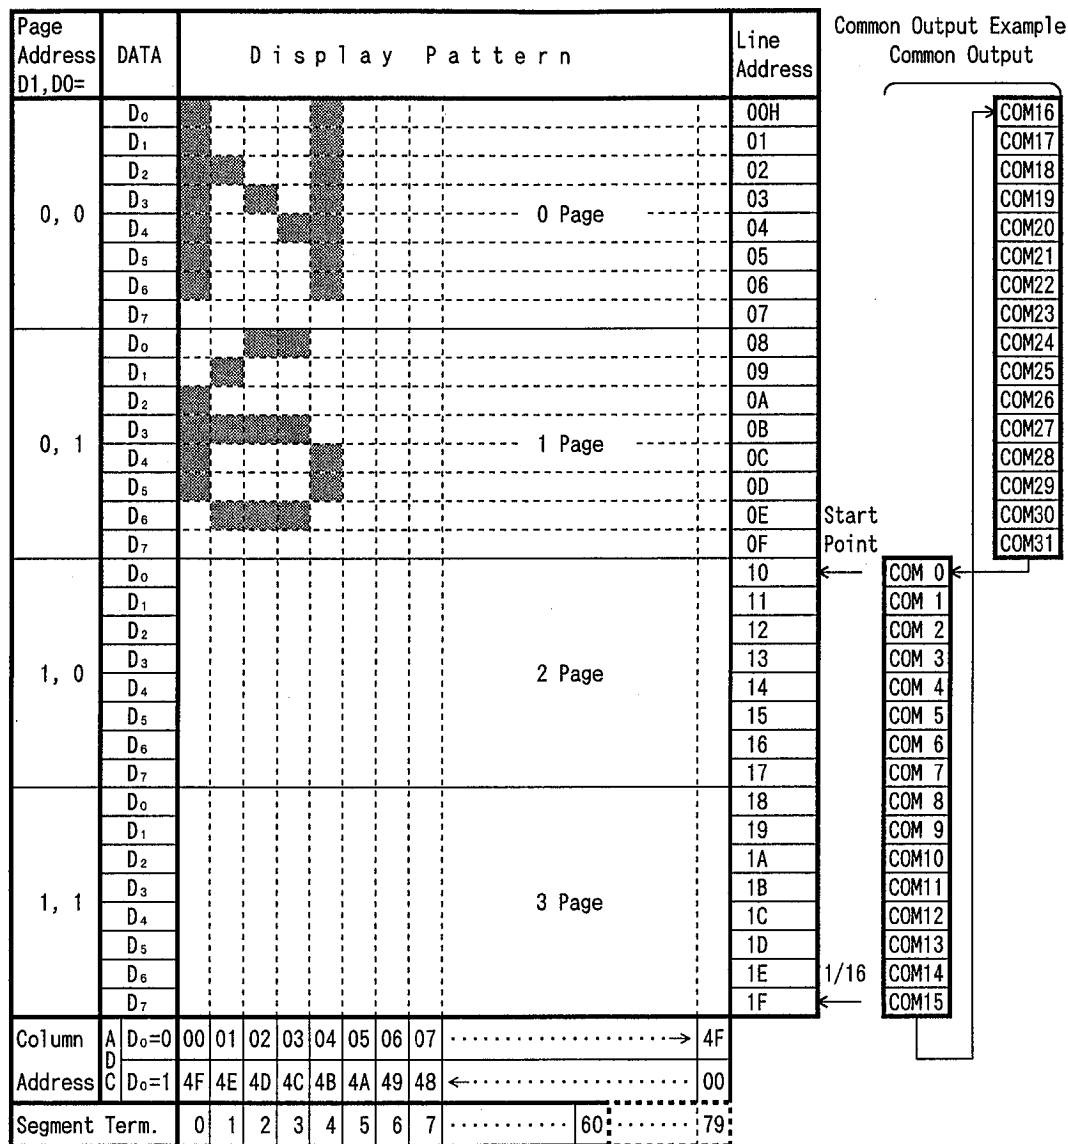 Page Address D1,D0= DATA Display Pattern Line Address Common Output Example
Common Output
0, 0 D0 00H COM16
D1 01 COM17
D2 02 COM18
D3 03 COM19
0 Page
D4 04 COM20
D5 05 COM21
D6 06 COM22
D7 07 COM23
0, 1 D0 08 COM24
D1 09 COM25
D2 0A COM26
D3 0B COM27
1 Page
D4 0C COM28
D5 0D COM29
D6 0E Start COM30
D7 0F Point COM31
1, 0 D0 10 COM 0
D1 11 COM 1
D2 12 COM 2
D3 13 COM 3
2 Page
D4 14 COM 4
D5 15 COM 5
D6 16 COM 6
D7 17 COM 7
1, 1 D0 18 COM 8
D1 19 COM 9
D2 1A COM10
D3 1B COM11
3 Page
D4 1C COM12
D5 1D COM13
D6 1E 1/16 COM14
D7 1F COM15
Column Address ADC D0=0 00 01 02 03 04 05 06 07 4F
D0=1 4F 4E 4D 4C 4B 4A 49 48 00
Segment Term. 0 1 2 3 4 5 6 7 60 79